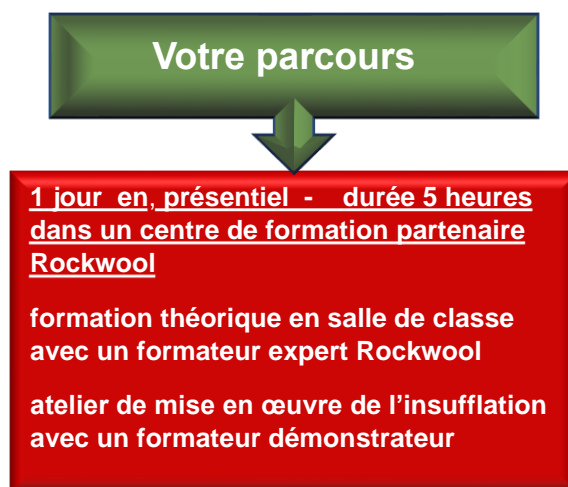 Votre parcours
1 jour en, présentiel - durée 5 heures
dans un centre de formation partenaire
Rockwool
formation théorique en salle de classe
avec un formateur expert Rockwool
atelier de mise en œuvre de l’insufflation
avec un formateur démonstrateur